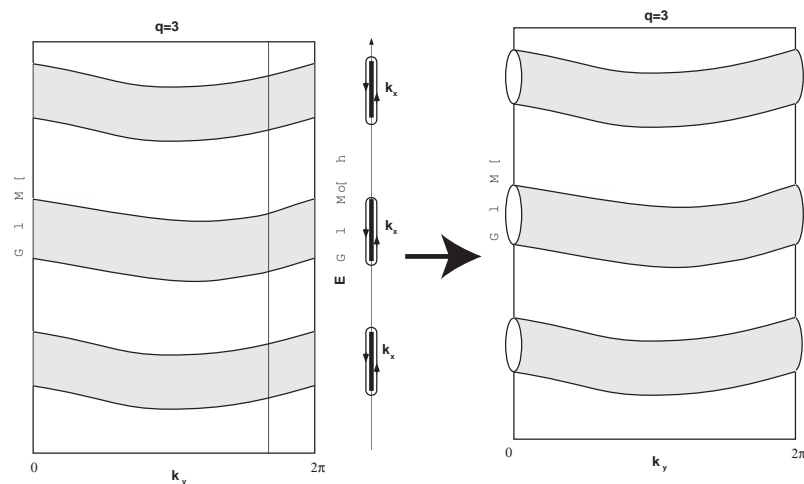 q=3
G l M [
0
k_y
2π
E G l M o [ h
k_x
k_x
k_x
q=3
G l M [
0
k_y
2π